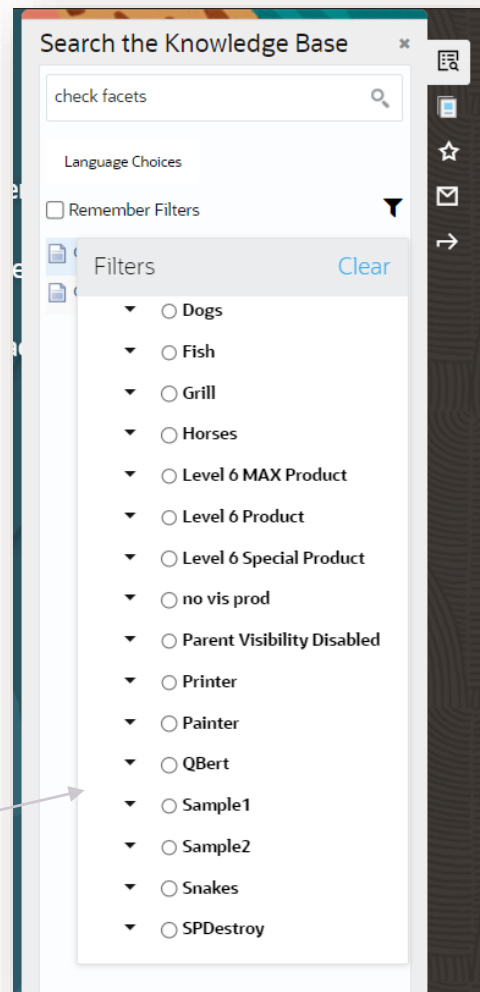 Search the Knowledge Base
check facets
Language Choices
Remember Filters
Filters
Clear
Dogs
Fish
Grill
Horses
Level 6 MAX Product
Level 6 Product
Level 6 Special Product
no vis prod
Parent Visibility Disabled
Printer
Painter
QBert
Sample1
Sample2
Snakes
SPDestroy